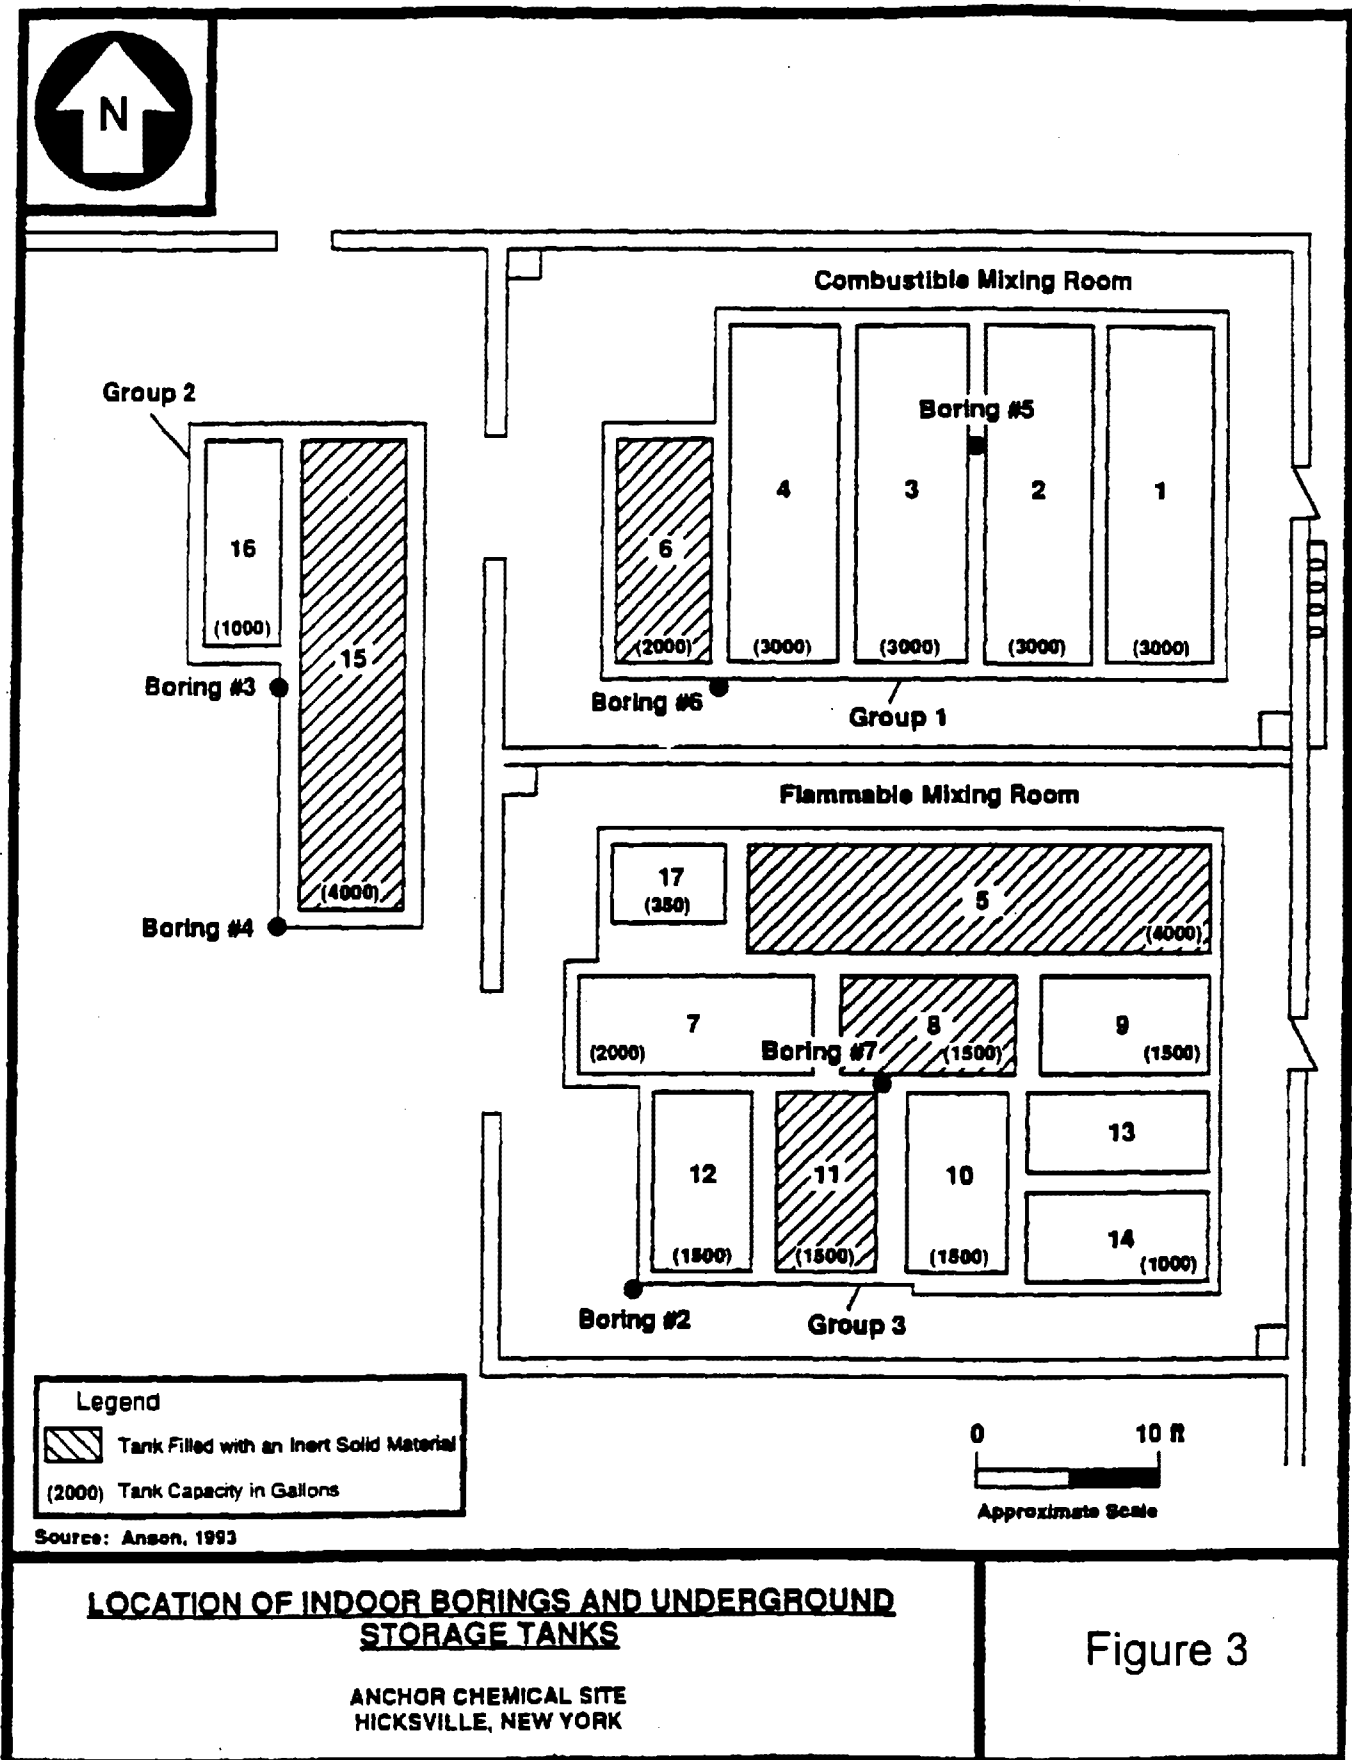 N
Combustible Mixing Room
Group 2
Boring #5
4
3
2
1
16
6
(1000)
(2000)
(3000)
(3000)
(3000)
(3000)
15
Boring #3
Boring #6
Group 1
Flammable Mixing Room
17
(350)
5
(4000)
(4000)
Boring #4
7
8
9
(2000)
Boring #7
(1500)
(1500)
13
12
11
10
14
(1500)
(1500)
(1500)
(1000)
Boring #2
Group 3
Legend
Tank Filled with an Inert Solid Material
(2000) Tank Capacity in Gallons
0 10 ft
Approximate Scale
Source: Anson, 1993
LOCATION OF INDOOR BORINGS AND UNDERGROUND
STORAGE TANKS
ANCHOR CHEMICAL SITE
HICKSVILLE, NEW YORK
Figure 3